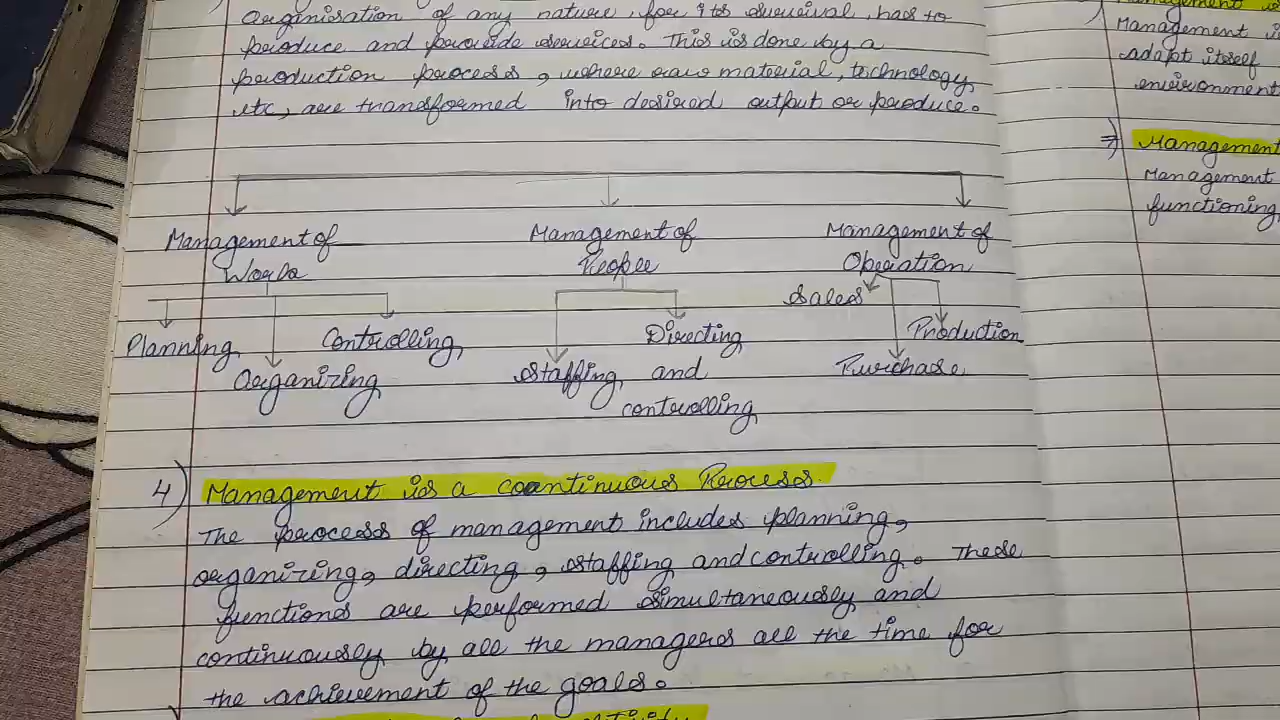 Organisation of any nature, for its survival, has to
produce and provide services. This is done by a
production process, where raw material, technology,
etc, are transformed into desired output or produce.
Management of Work
Management of People
Management of Operation
Planning
Organizing
Controlling
Staffing and
Directing
controlling
Sales
Purchase
Production
4) Management is a continuous Process.
The process of management includes planning,
organizing, directing, staffing and controlling. These
functions are performed simultaneously and
continuously by all the managers all the time for
the achievement of the goals.
Management is
Management is
adapt itself
environment
7) Management
Management
functioning